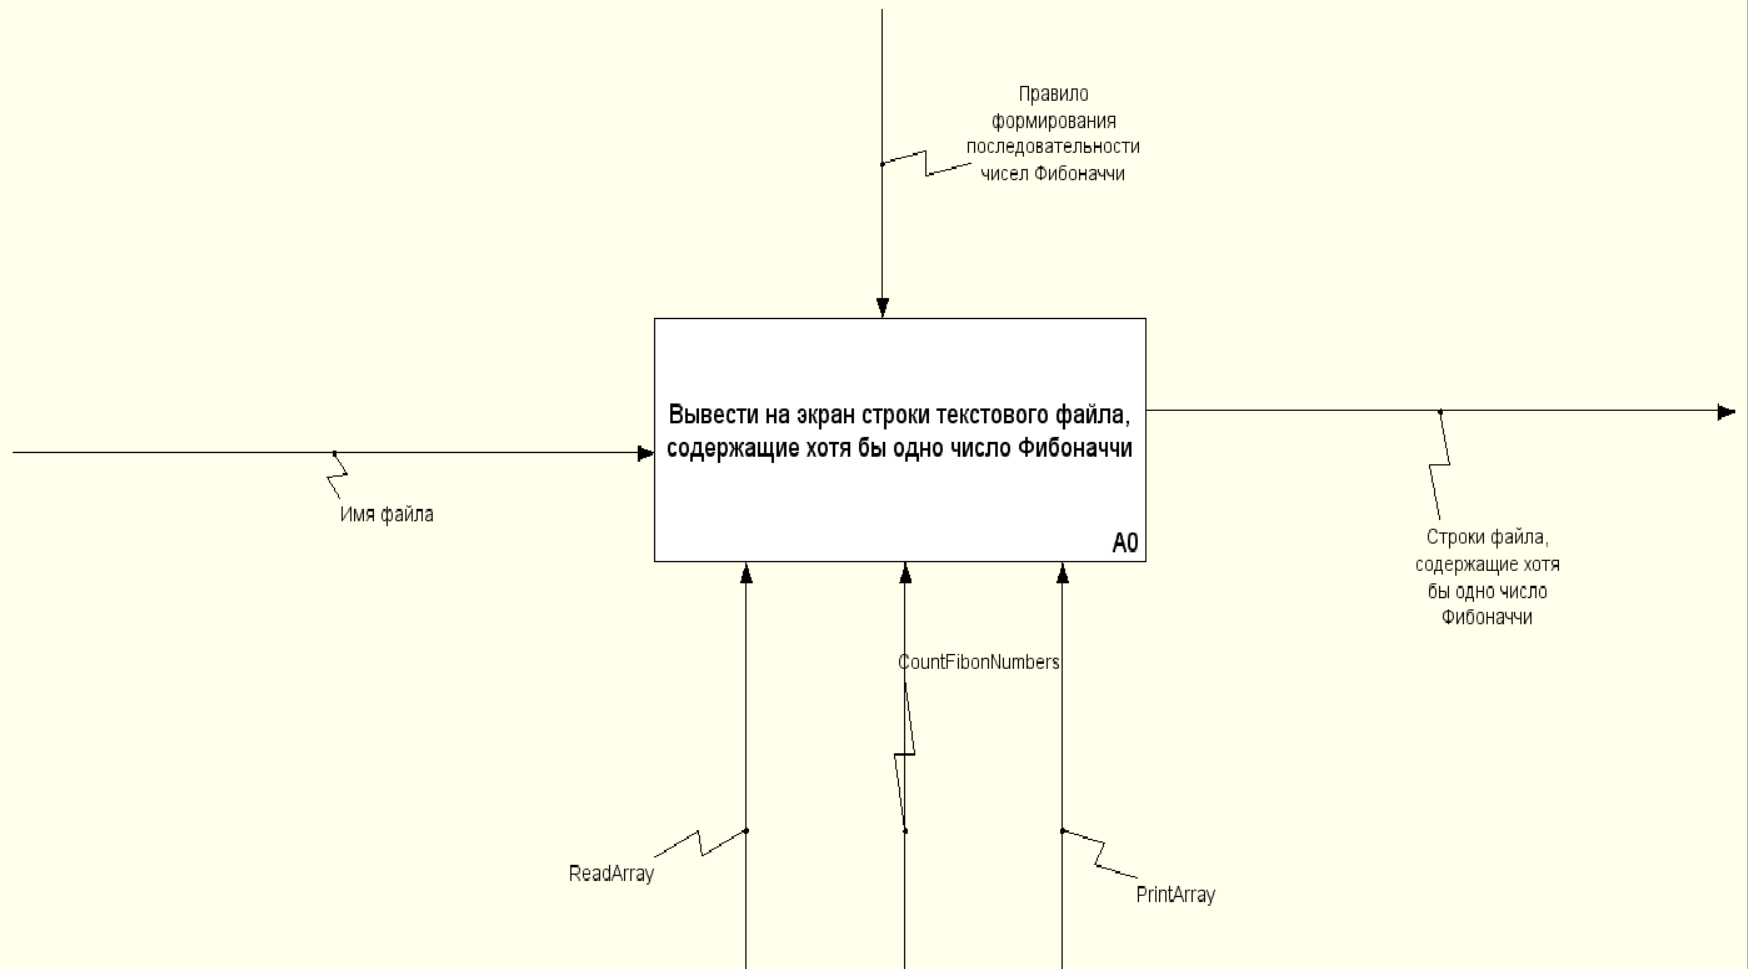 Правило
формирования
последовательности
чисел Фибоначчи
Вывести на экран строки текстового файла,
содержащие хотя бы одно число Фибоначчи
A0
Имя файла
Строки файла,
содержащие хотя
бы одно число
Фибоначчи
CountFibonNumbers
ReadArray
PrintArray